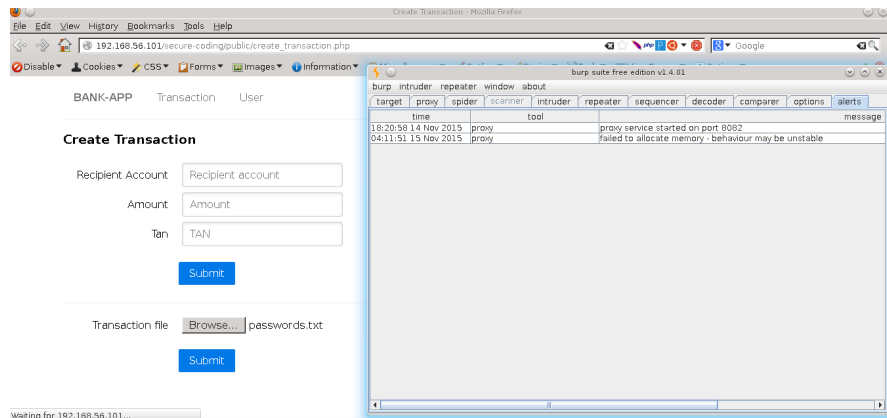 Create Transaction - Mozilla Firefox
File Edit View History Bookmarks Tools Help
192.168.56.101/secure-coding/public/create_transaction.php
php
Google
Disable Cookies CSS Forms Images Information
BANK-APP Transaction User
Create Transaction
Recipient Account Recipient account
Amount Amount
Tan TAN
Submit
Transaction file Browse... passwords.txt
Submit
Waiting for 192.168.56.101...
burp suite free edition v1.4.01
burp intruder repeater window about
target proxy spider scanner intruder repeater sequencer decoder comparer options alerts
time tool message
18:20:58 14 Nov 2015 proxy proxy service started on port 8082
04:11:51 15 Nov 2015 proxy failed to allocate memory - behaviour may be unstable